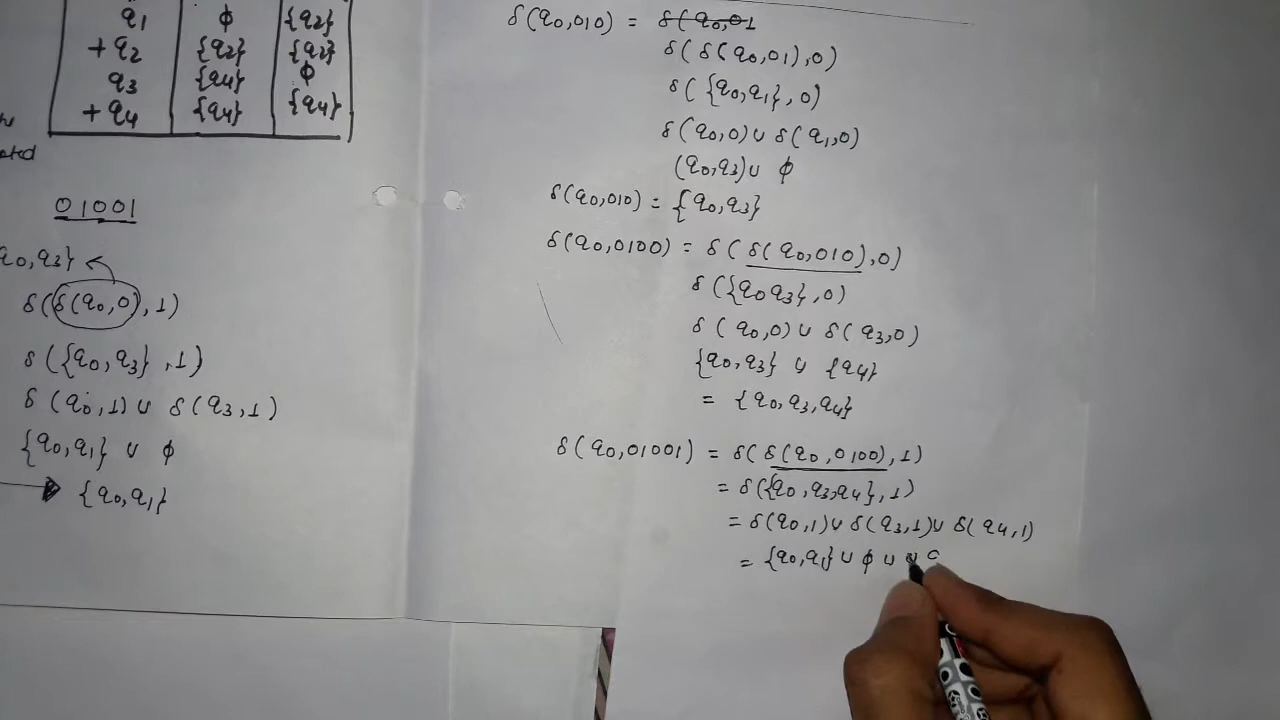 q1 ϕ {q2}
+ q2 {q2} {q2}
q3 {q4} ϕ
+ q4 {q4} {q4}
01001
q0,q3}
δ(δ(q0,0),1)
δ({q0,q3},1)
δ(q0,1)∪ δ(q3,1)
{q0,q1} ∪ ϕ
{q0,q1}
δ(q0,010) = δ(q0,01
δ(δ(q0,01),0)
δ({q0,q1},0)
δ(q0,0)∪ δ(q1,0)
(q0,q3)∪ ϕ
δ(q0,010) = {q0,q3}
δ(q0,0100) = δ(δ(q0,010),0)
δ({q0q3},0)
δ(q0,0)∪ δ(q3,0)
{q0,q3} ∪ {q4}
= {q0,q3,q4}
δ(q0,01001) = δ(δ(q0,0100),1)
= δ({q0,q3,q4},1)
= δ(q0,1)∪ δ(q3,1)∪ δ(q4,1)
= {q0,q1}∪ ϕ ∪